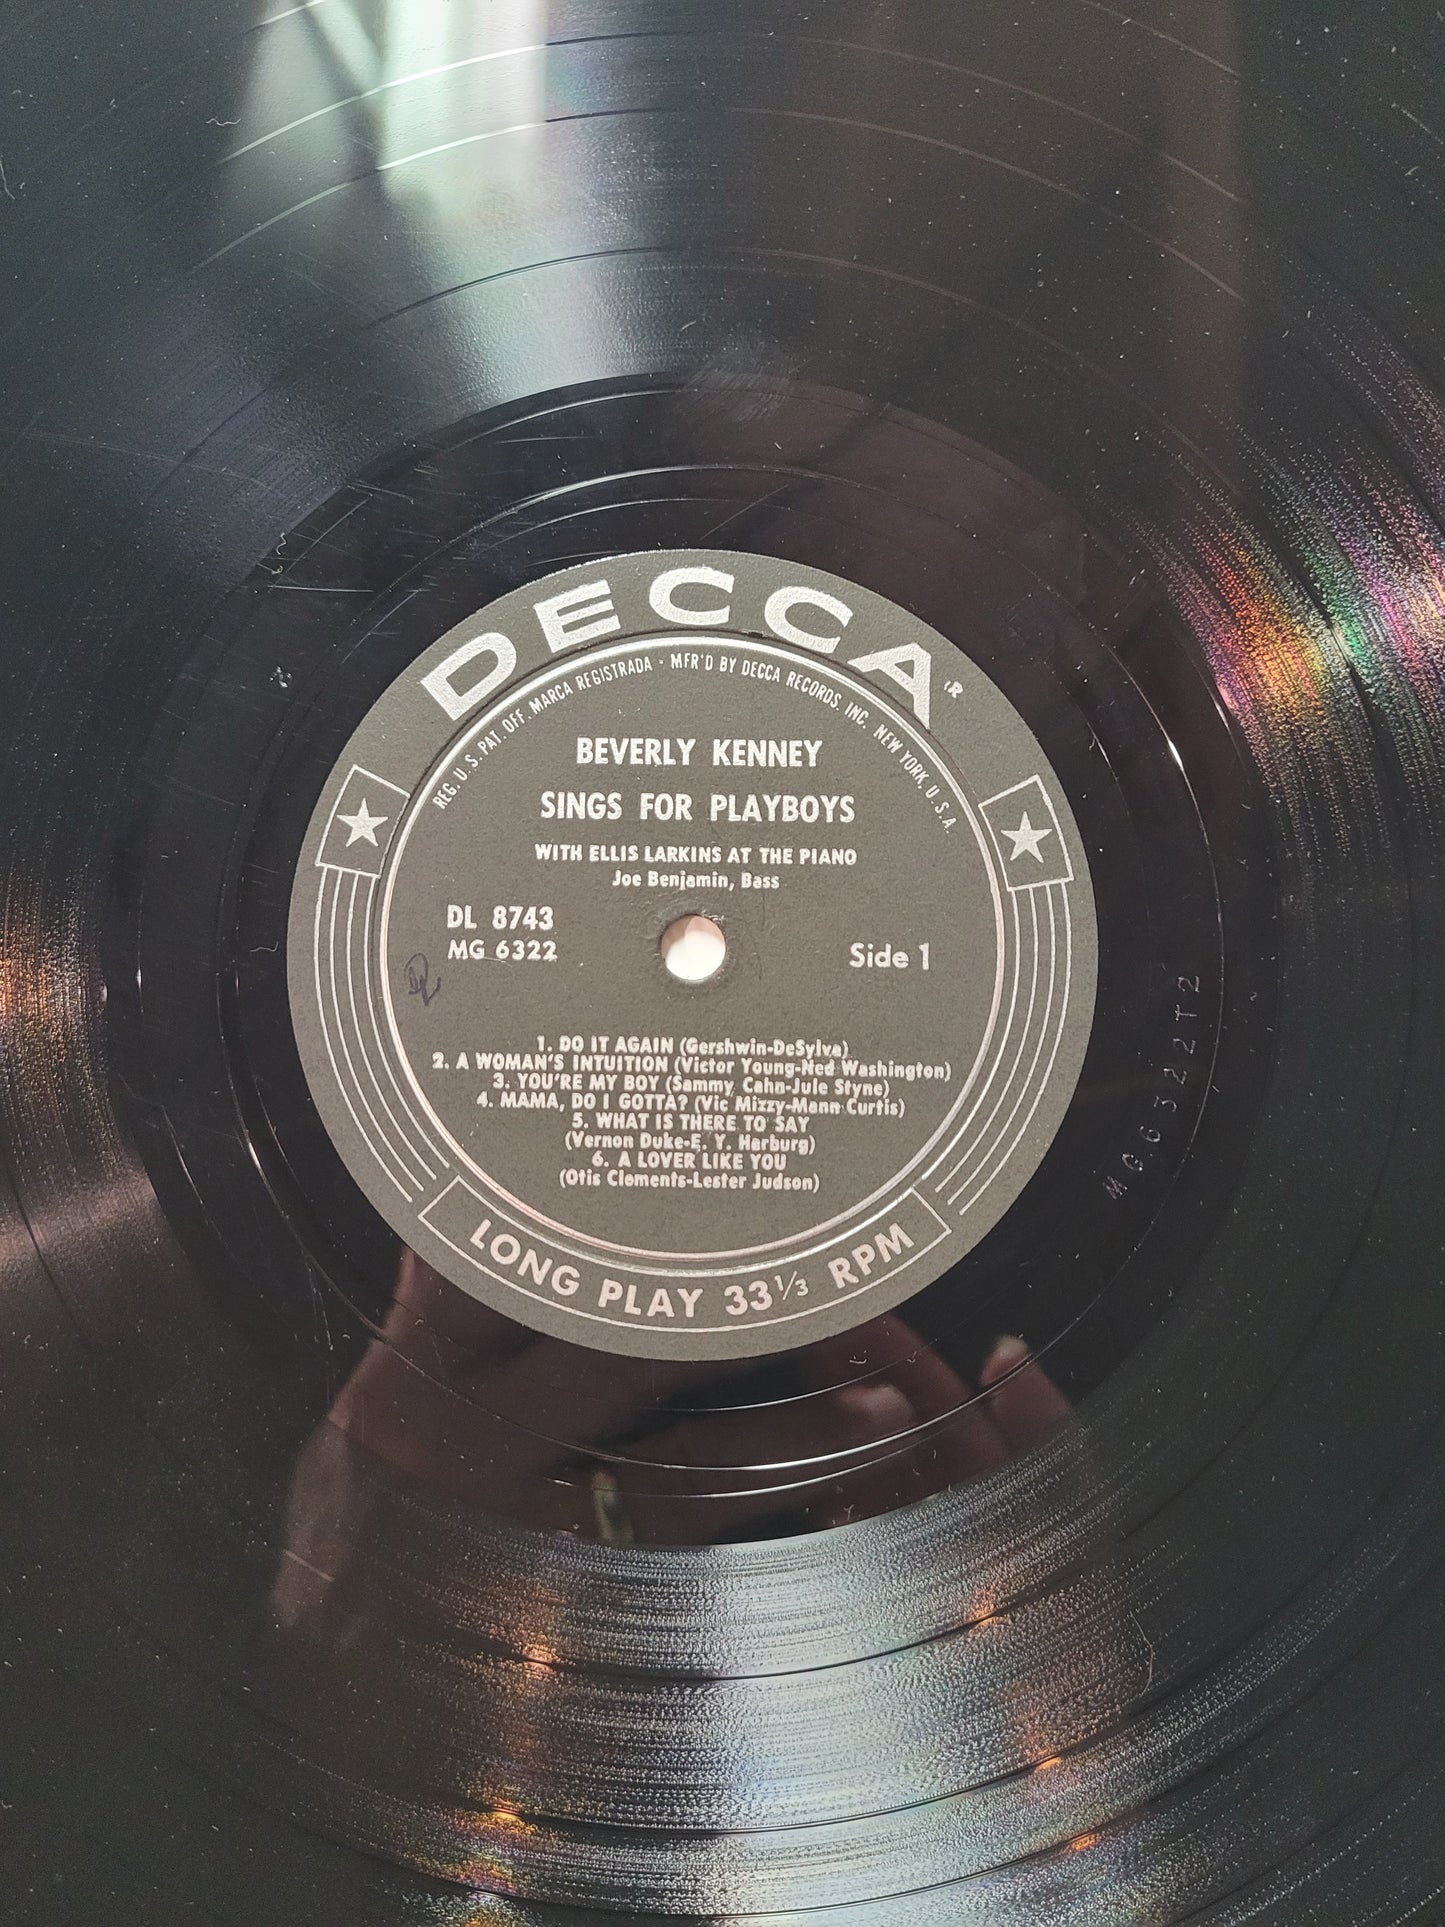 DECCA ®
REG. U.S. PAT. OFF. MARCA REGISTRADA • MFR'D BY DECCA RECORDS, INC. NEW YORK, U.S.A.
BEVERLY KENNEY
SINGS FOR PLAYBOYS
WITH ELLIS LARKINS AT THE PIANO
Joe Benjamin, Bass
DL 8743
MG 6322
Side 1
1. DO IT AGAIN (Gershwin-DeSylva)
2. A WOMAN'S INTUITION (Victor Young-Ned Washington)
3. YOU'RE MY BOY (Sammy Cahn-Jule Styne)
4. MAMA, DO I GOTTA? (Vic Mizzy-Mann Curtis)
5. WHAT IS THERE TO SAY
(Vernon Duke-E. Y. Harburg)
6. A LOVER LIKE YOU
(Otis Clements-Lester Judson)
LONG PLAY 33⅓ RPM
MG 6322T2